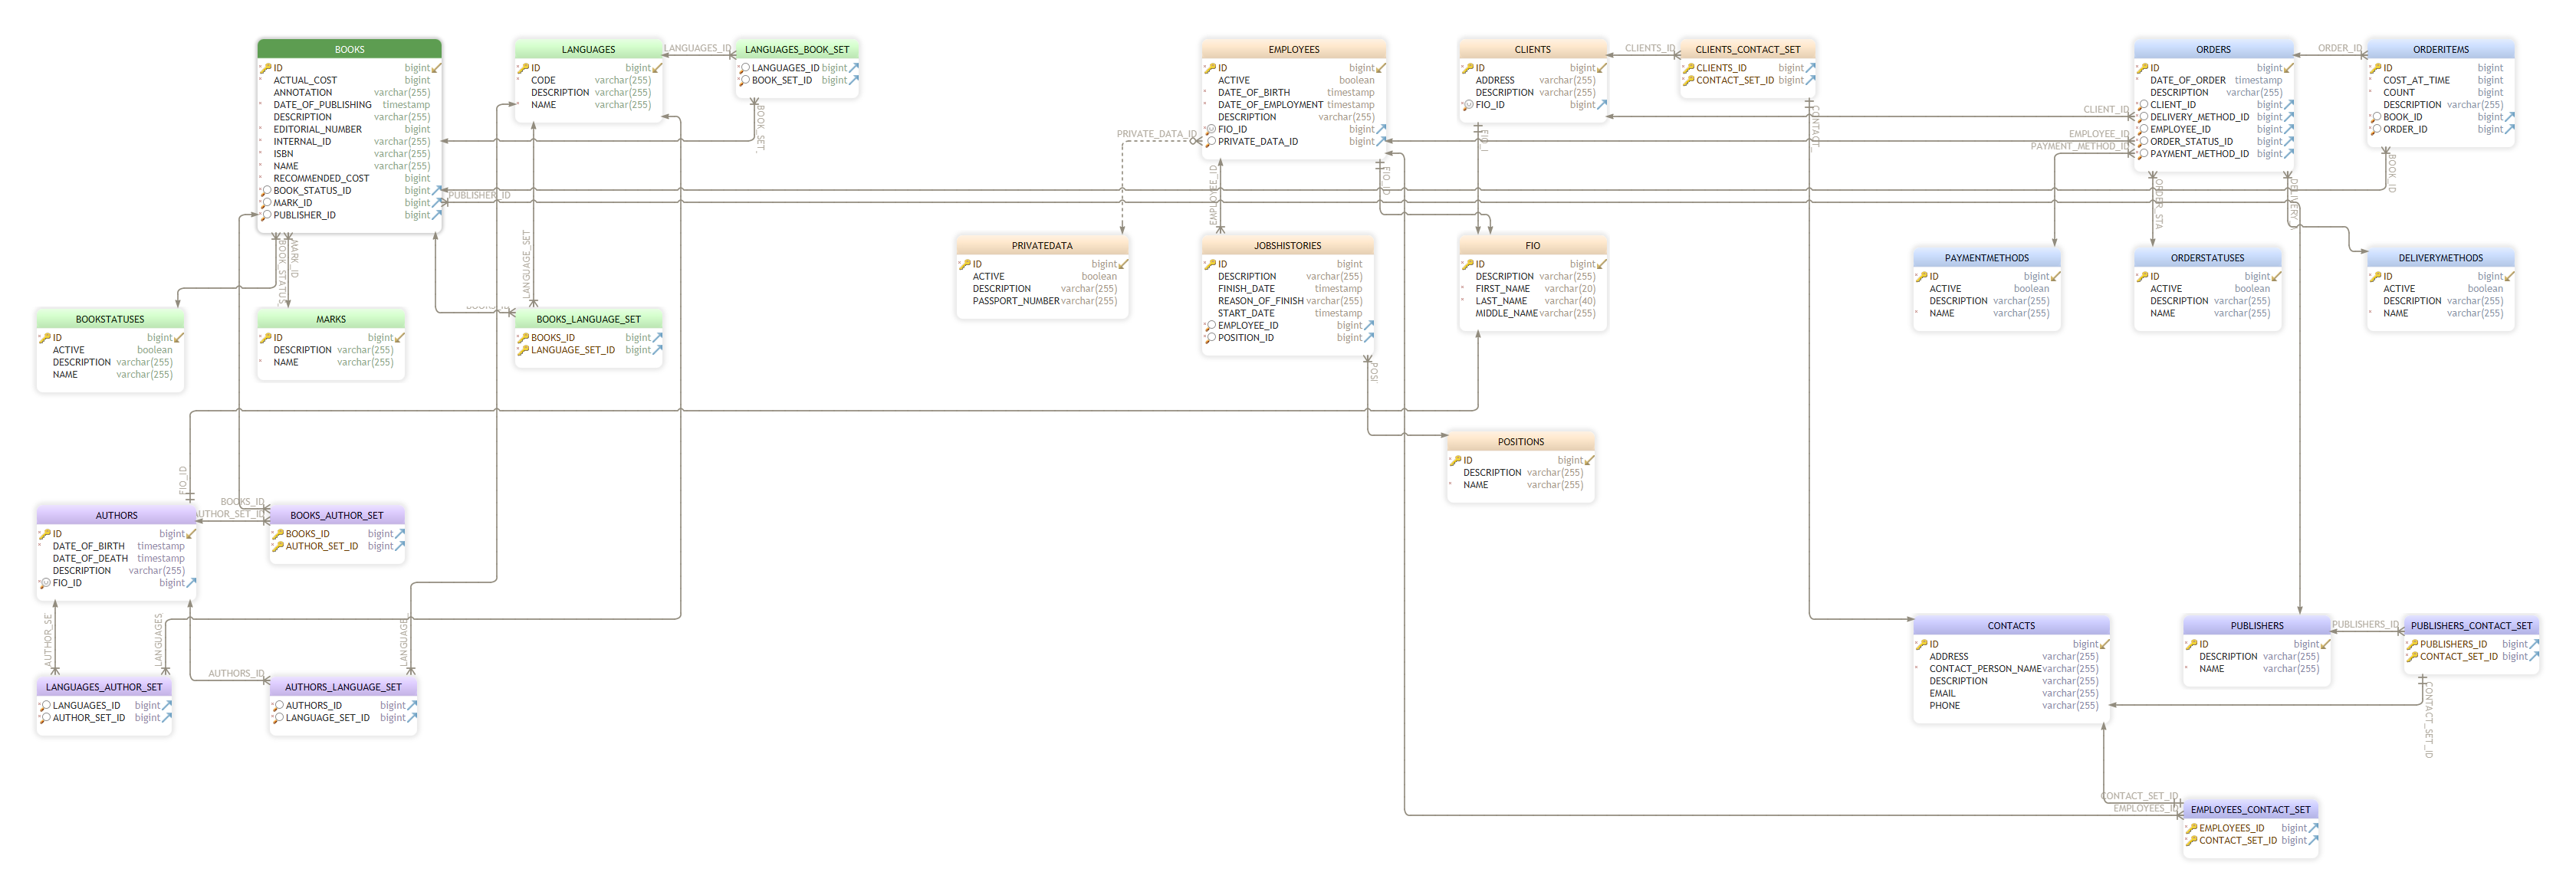 BOOKS
ID bigint
ACTUAL_COST bigint
ANNOTATION varchar(255)
DATE_OF_PUBLISHING timestamp
DESCRIPTION varchar(255)
EDITORIAL_NUMBER bigint
INTERNAL_ID varchar(255)
ISBN varchar(255)
NAME varchar(255)
RECOMMENDED_COST bigint
BOOK_STATUS_ID bigint
MARK_ID bigint
PUBLISHER_ID bigint
LANGUAGES
ID bigint
CODE varchar(255)
DESCRIPTION varchar(255)
NAME varchar(255)
LANGUAGES_ID
LANGUAGES_BOOK_SET
LANGUAGES_ID bigint
BOOK_SET_ID bigint
BOOK_SET_
PUBLISHER_ID
EMPLOYEES
ID bigint
ACTIVE boolean
DATE_OF_BIRTH timestamp
DATE_OF_EMPLOYMENT timestamp
DESCRIPTION varchar(255)
FIO_ID bigint
PRIVATE_DATA_ID bigint
PRIVATE_DATA_ID
EMPLOYEE_ID
FIO_ID
CLIENTS
ID bigint
ADDRESS varchar(255)
DESCRIPTION varchar(255)
FIO_ID bigint
FIO_I
CLIENTS_ID
CLIENTS_CONTACT_SET
CLIENTS_ID bigint
CONTACT_SET_ID bigint
CONTACT_
ORDERS
ID bigint
DATE_OF_ORDER timestamp
DESCRIPTION varchar(255)
CLIENT_ID bigint
DELIVERY_METHOD_ID bigint
EMPLOYEE_ID bigint
ORDER_STATUS_ID bigint
PAYMENT_METHOD_ID bigint
CLIENT_ID
EMPLOYEE_ID
PAYMENT_METHOD_ID
ORDER_STA
DELIVERY_
ORDER_ID
ORDERITEMS
ID bigint
COST_AT_TIME bigint
COUNT bigint
DESCRIPTION varchar(255)
BOOK_ID bigint
ORDER_ID bigint
BOOK_ID
BOOK_STATUS_
MARK_ID
LANGUAGE_SET
BOOKSTATUSES
ID bigint
ACTIVE boolean
DESCRIPTION varchar(255)
NAME varchar(255)
MARKS
ID bigint
DESCRIPTION varchar(255)
NAME varchar(255)
BOOKS_LANGUAGE_SET
BOOKS_ID bigint
LANGUAGE_SET_ID bigint
PRIVATEDATA
ID bigint
ACTIVE boolean
DESCRIPTION varchar(255)
PASSPORT_NUMBER varchar(255)
JOBSHISTORIES
ID bigint
DESCRIPTION varchar(255)
FINISH_DATE timestamp
REASON_OF_FINISH varchar(255)
START_DATE timestamp
EMPLOYEE_ID bigint
POSITION_ID bigint
FIO
ID bigint
DESCRIPTION varchar(255)
FIRST_NAME varchar(20)
LAST_NAME varchar(40)
MIDDLE_NAME varchar(255)
PAYMENTMETHODS
ID bigint
ACTIVE boolean
DESCRIPTION varchar(255)
NAME varchar(255)
ORDERSTATUSES
ID bigint
ACTIVE boolean
DESCRIPTION varchar(255)
NAME varchar(255)
DELIVERYMETHODS
ID bigint
ACTIVE boolean
DESCRIPTION varchar(255)
NAME varchar(255)
POSITIONS
ID bigint
DESCRIPTION varchar(255)
NAME varchar(255)
FIO_ID
BOOKS_ID
AUTHOR_SET_ID
AUTHORS
ID bigint
DATE_OF_BIRTH timestamp
DATE_OF_DEATH timestamp
DESCRIPTION varchar(255)
FIO_ID bigint
BOOKS_AUTHOR_SET
BOOKS_ID bigint
AUTHOR_SET_ID bigint
AUTHOR_SE
LANGUAGES
LANGUAGE_
AUTHORS_ID
LANGUAGES_AUTHOR_SET
LANGUAGES_ID bigint
AUTHOR_SET_ID bigint
AUTHORS_LANGUAGE_SET
AUTHORS_ID bigint
LANGUAGE_SET_ID bigint
CONTACTS
ID bigint
ADDRESS varchar(255)
CONTACT_PERSON_NAME varchar(255)
DESCRIPTION varchar(255)
EMAIL varchar(255)
PHONE varchar(255)
PUBLISHERS
ID bigint
DESCRIPTION varchar(255)
NAME varchar(255)
PUBLISHERS_ID
PUBLISHERS_CONTACT_SET
PUBLISHERS_ID bigint
CONTACT_SET_ID bigint
CONTACT_SET_ID
CONTACT_SET_ID
EMPLOYEES_ID
EMPLOYEES_CONTACT_SET
EMPLOYEES_ID bigint
CONTACT_SET_ID bigint